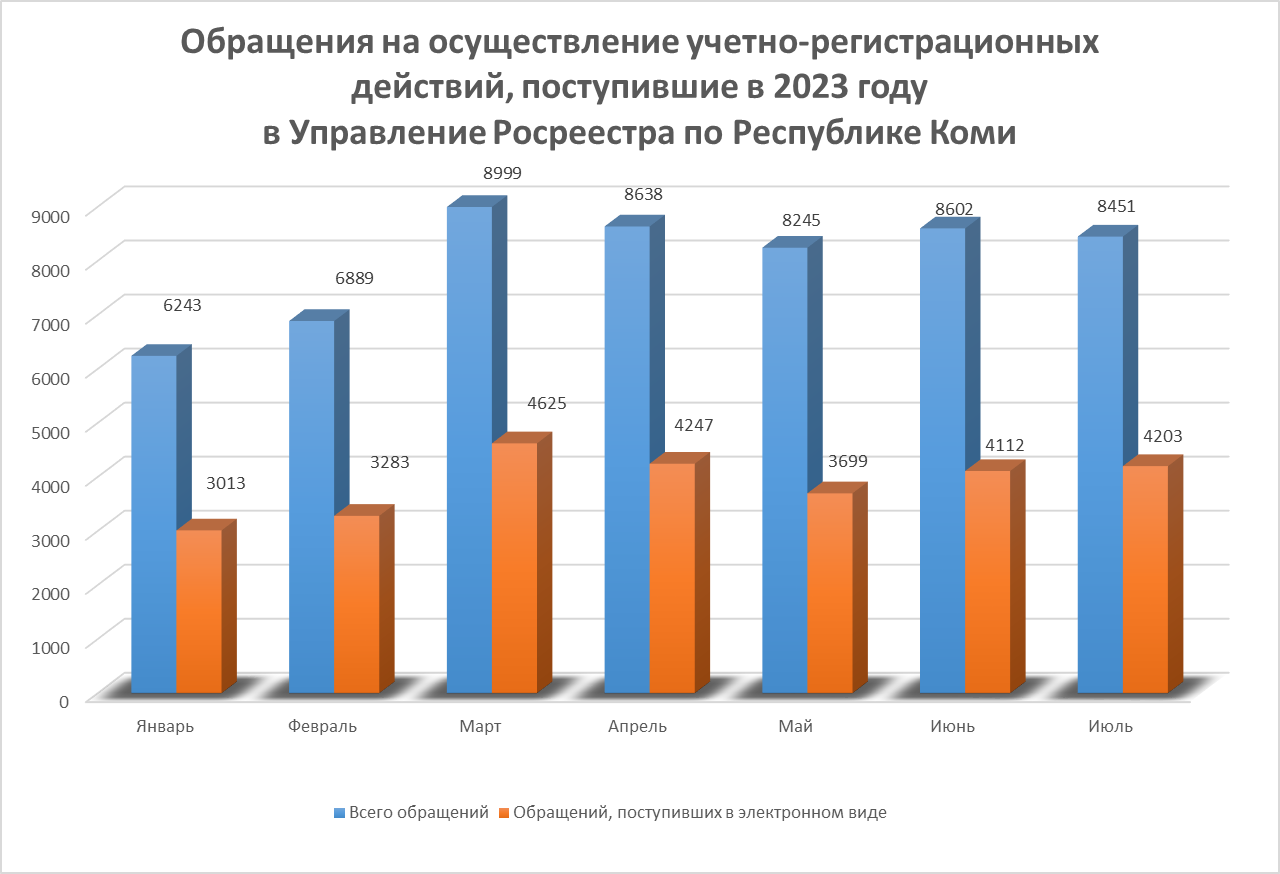 Обращения на осуществление учетно-регистрационных
действий, поступившие в 2023 году
в Управление Росреестра по Республике Коми
9000
8000
7000
6000
5000
4000
3000
2000
1000
0
6243
3013
6889
3283
8999
4625
8638
4247
8245
3699
8602
4112
8451
4203
Январь
Февраль
Март
Апрель
Май
Июнь
Июль
Всего обращений
Обращений, поступивших в электронном виде